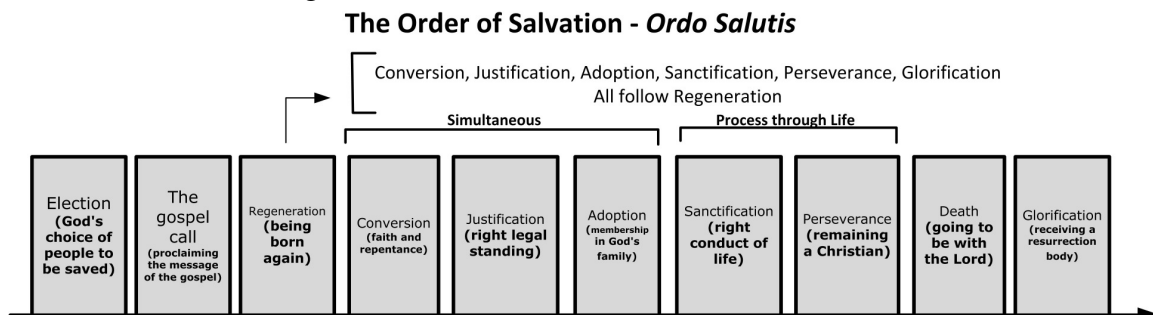 The Order of Salvation - Ordo Salutis
Conversion, Justification, Adoption, Sanctification, Perseverance, Glorification
All follow Regeneration
Simultaneous
Process through Life
Election
(God's
choice of
people to
be saved)
The
gospel
call
(proclaiming
the message
of the gospel)
Regeneration
(being
born
again)
Conversion
(faith and
repentance)
Justification
(right legal
standing)
Adoption
(membership
in God's
family)
Sanctification
(right
conduct of
life)
Perseverance
(remaining
a Christian)
Death
(going to
be with
the Lord)
Glorification
(receiving a
resurrection
body)